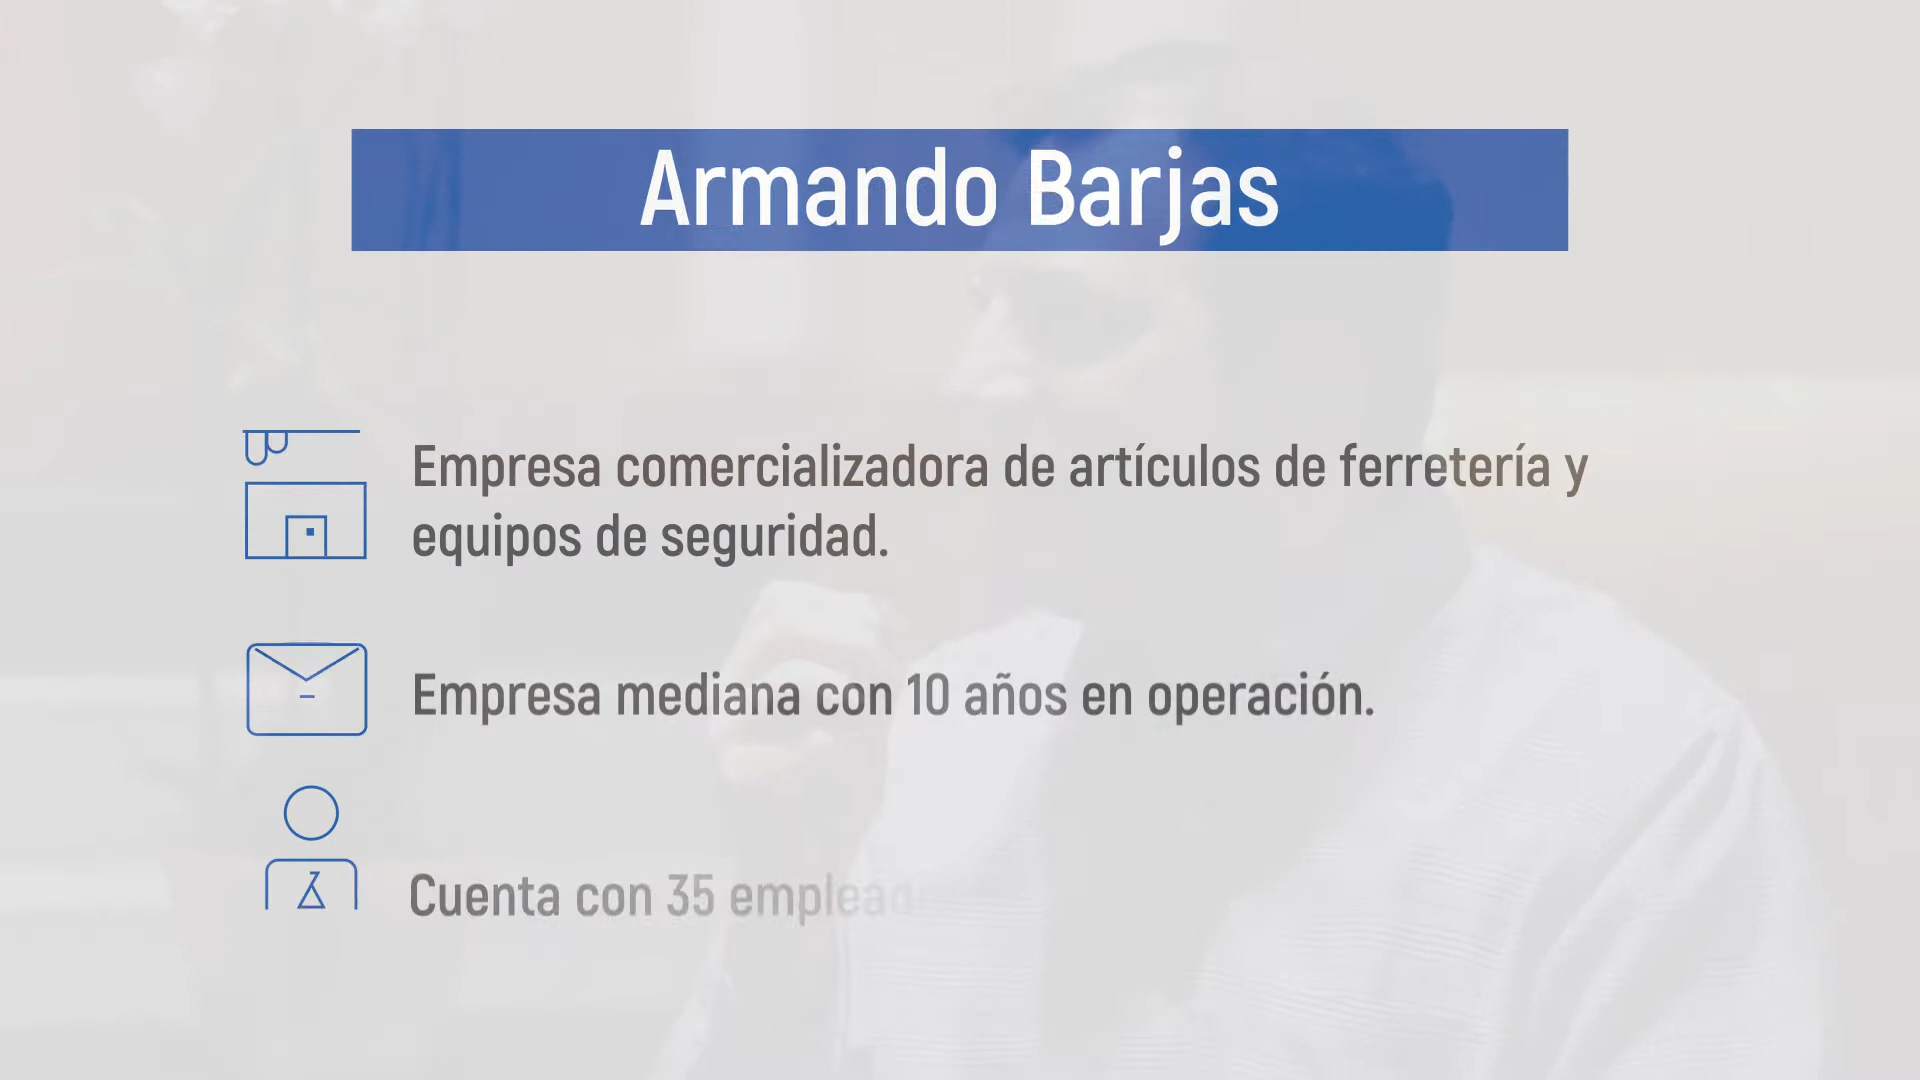 Armando Barjas
Empresa comercializadora de artículos de ferretería y
equipos de seguridad.
Empresa mediana con 10 años en operación.
Cuenta con 35